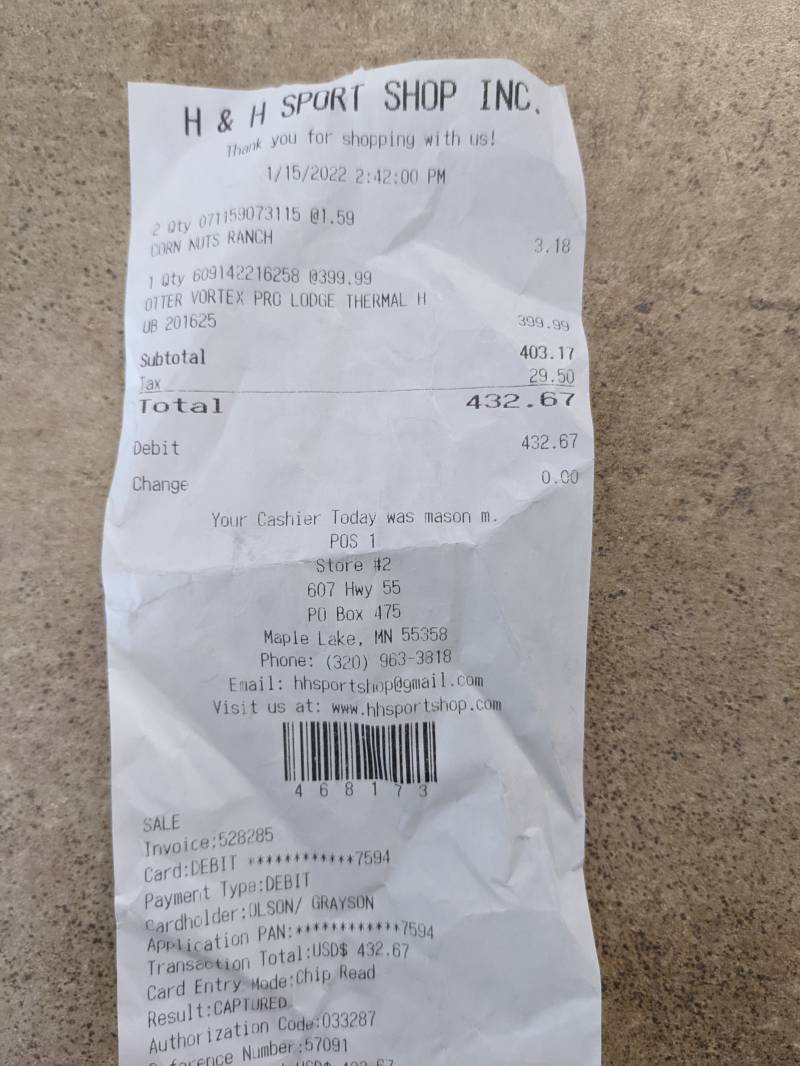 H & H SPORT SHOP INC.
Thank you for shopping with us!
1/15/2022 2:42:00 PM
2 Qty 071159073115 @1.59
CORN NUTS RANCH 3.18
1 Qty 609142216258 @399.99
OTTER VORTEX PRO LODGE THERMAL H
UB 201625 399.99
Subtotal 403.17
Tax 29.50
Total 432.67
Debit 432.67
Change 0.00
Your Cashier Today was mason m.
POS 1
Store #2
607 Hwy 55
PO Box 475
Maple Lake, MN 55358
Phone: (320) 963-3818
Email: hhsportshop@gmail.com
Visit us at: www.hhsportshop.com
468173
SALE
Invoice:528285
Card:DEBIT ************7594
Payment Type:DEBIT
Cardholder:OLSON/ GRAYSON
Application PAN:************7594
Transaction Total:USD$ 432.67
Card Entry Mode:Chip Read
Result:CAPTURED
Authorization Code:033287
Number:57091